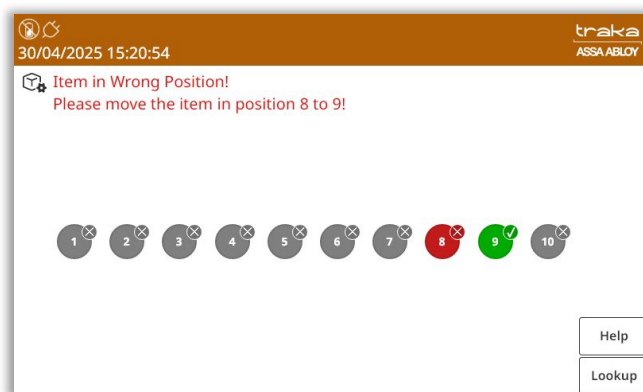 traka
30/04/2025 15:20:54
ASSA ABLOY
Item in Wrong Position!
Please move the item in position 8 to 9!
1 2 3 4 5 6 7 8 9 10
Help
Lookup